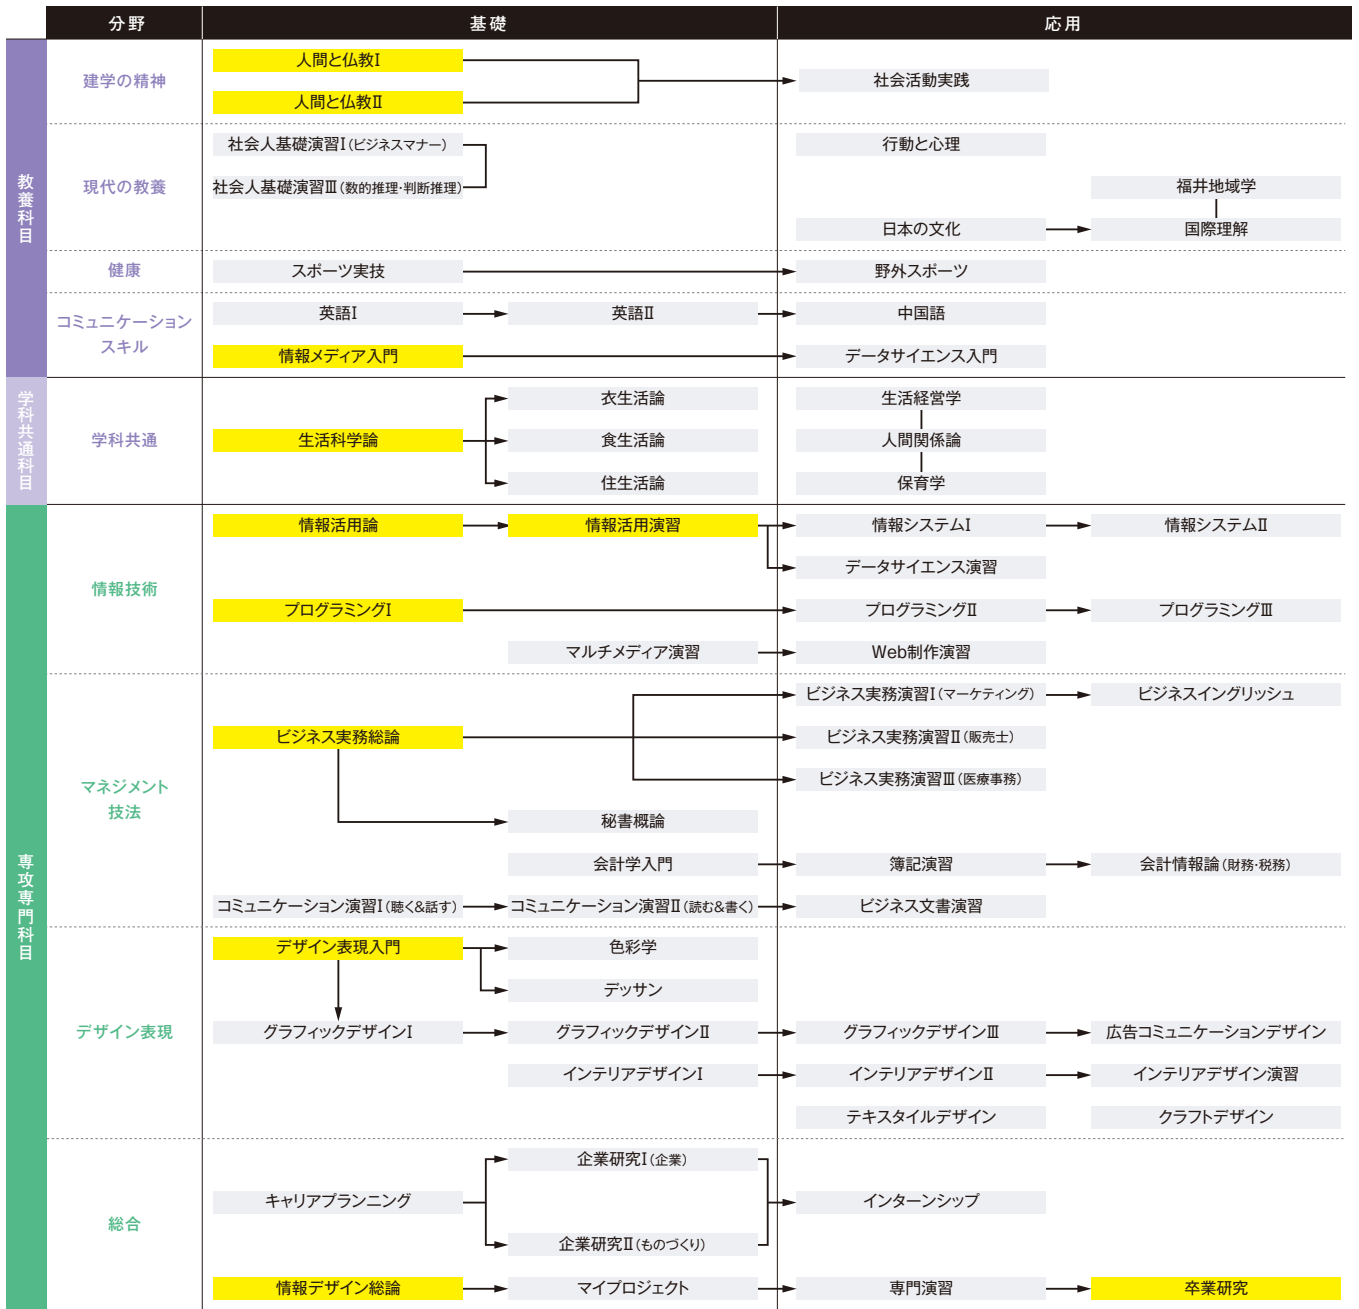 分野
基礎
応用
教養科目
建学の精神
人間と仏教Ⅰ
人間と仏教Ⅱ
社会活動実践
現代の教養
社会人基礎演習Ⅰ（ビジネスマナー）
社会人基礎演習Ⅲ（数的推理・判断推理）
行動と心理
福井地域学
日本の文化
国際理解
健康
スポーツ実技
野外スポーツ
コミュニケーション
スキル
英語Ⅰ
英語Ⅱ
中国語
情報メディア入門
データサイエンス入門
学科共通科目
学科共通
生活科学論
衣生活論
食生活論
住生活論
生活経営学
人間関係論
保育学
専攻専門科目
情報技術
情報活用論
情報活用演習
情報システムⅠ
情報システムⅡ
データサイエンス演習
プログラミングⅠ
プログラミングⅡ
プログラミングⅢ
マルチメディア演習
Web制作演習
マネジメント
技法
ビジネス実務総論
ビジネス実務演習Ⅰ（マーケティング）
ビジネスイングリッシュ
ビジネス実務演習Ⅱ（販売士）
ビジネス実務演習Ⅲ（医療事務）
秘書概論
会計学入門
簿記演習
会計情報論（財務・税務）
コミュニケーション演習Ⅰ（聴く&話す）
コミュニケーション演習Ⅱ（読む&書く）
ビジネス文書演習
デザイン表現
デザイン表現入門
色彩学
デッサン
グラフィックデザインⅠ
グラフィックデザインⅡ
グラフィックデザインⅢ
広告コミュニケーションデザイン
インテリアデザインⅠ
インテリアデザインⅡ
インテリアデザイン演習
テキスタイルデザイン
クラフトデザイン
総合
キャリアプランニング
企業研究Ⅰ（企業）
企業研究Ⅱ（ものづくり）
インターンシップ
情報デザイン総論
マイプロジェクト
専門演習
卒業研究